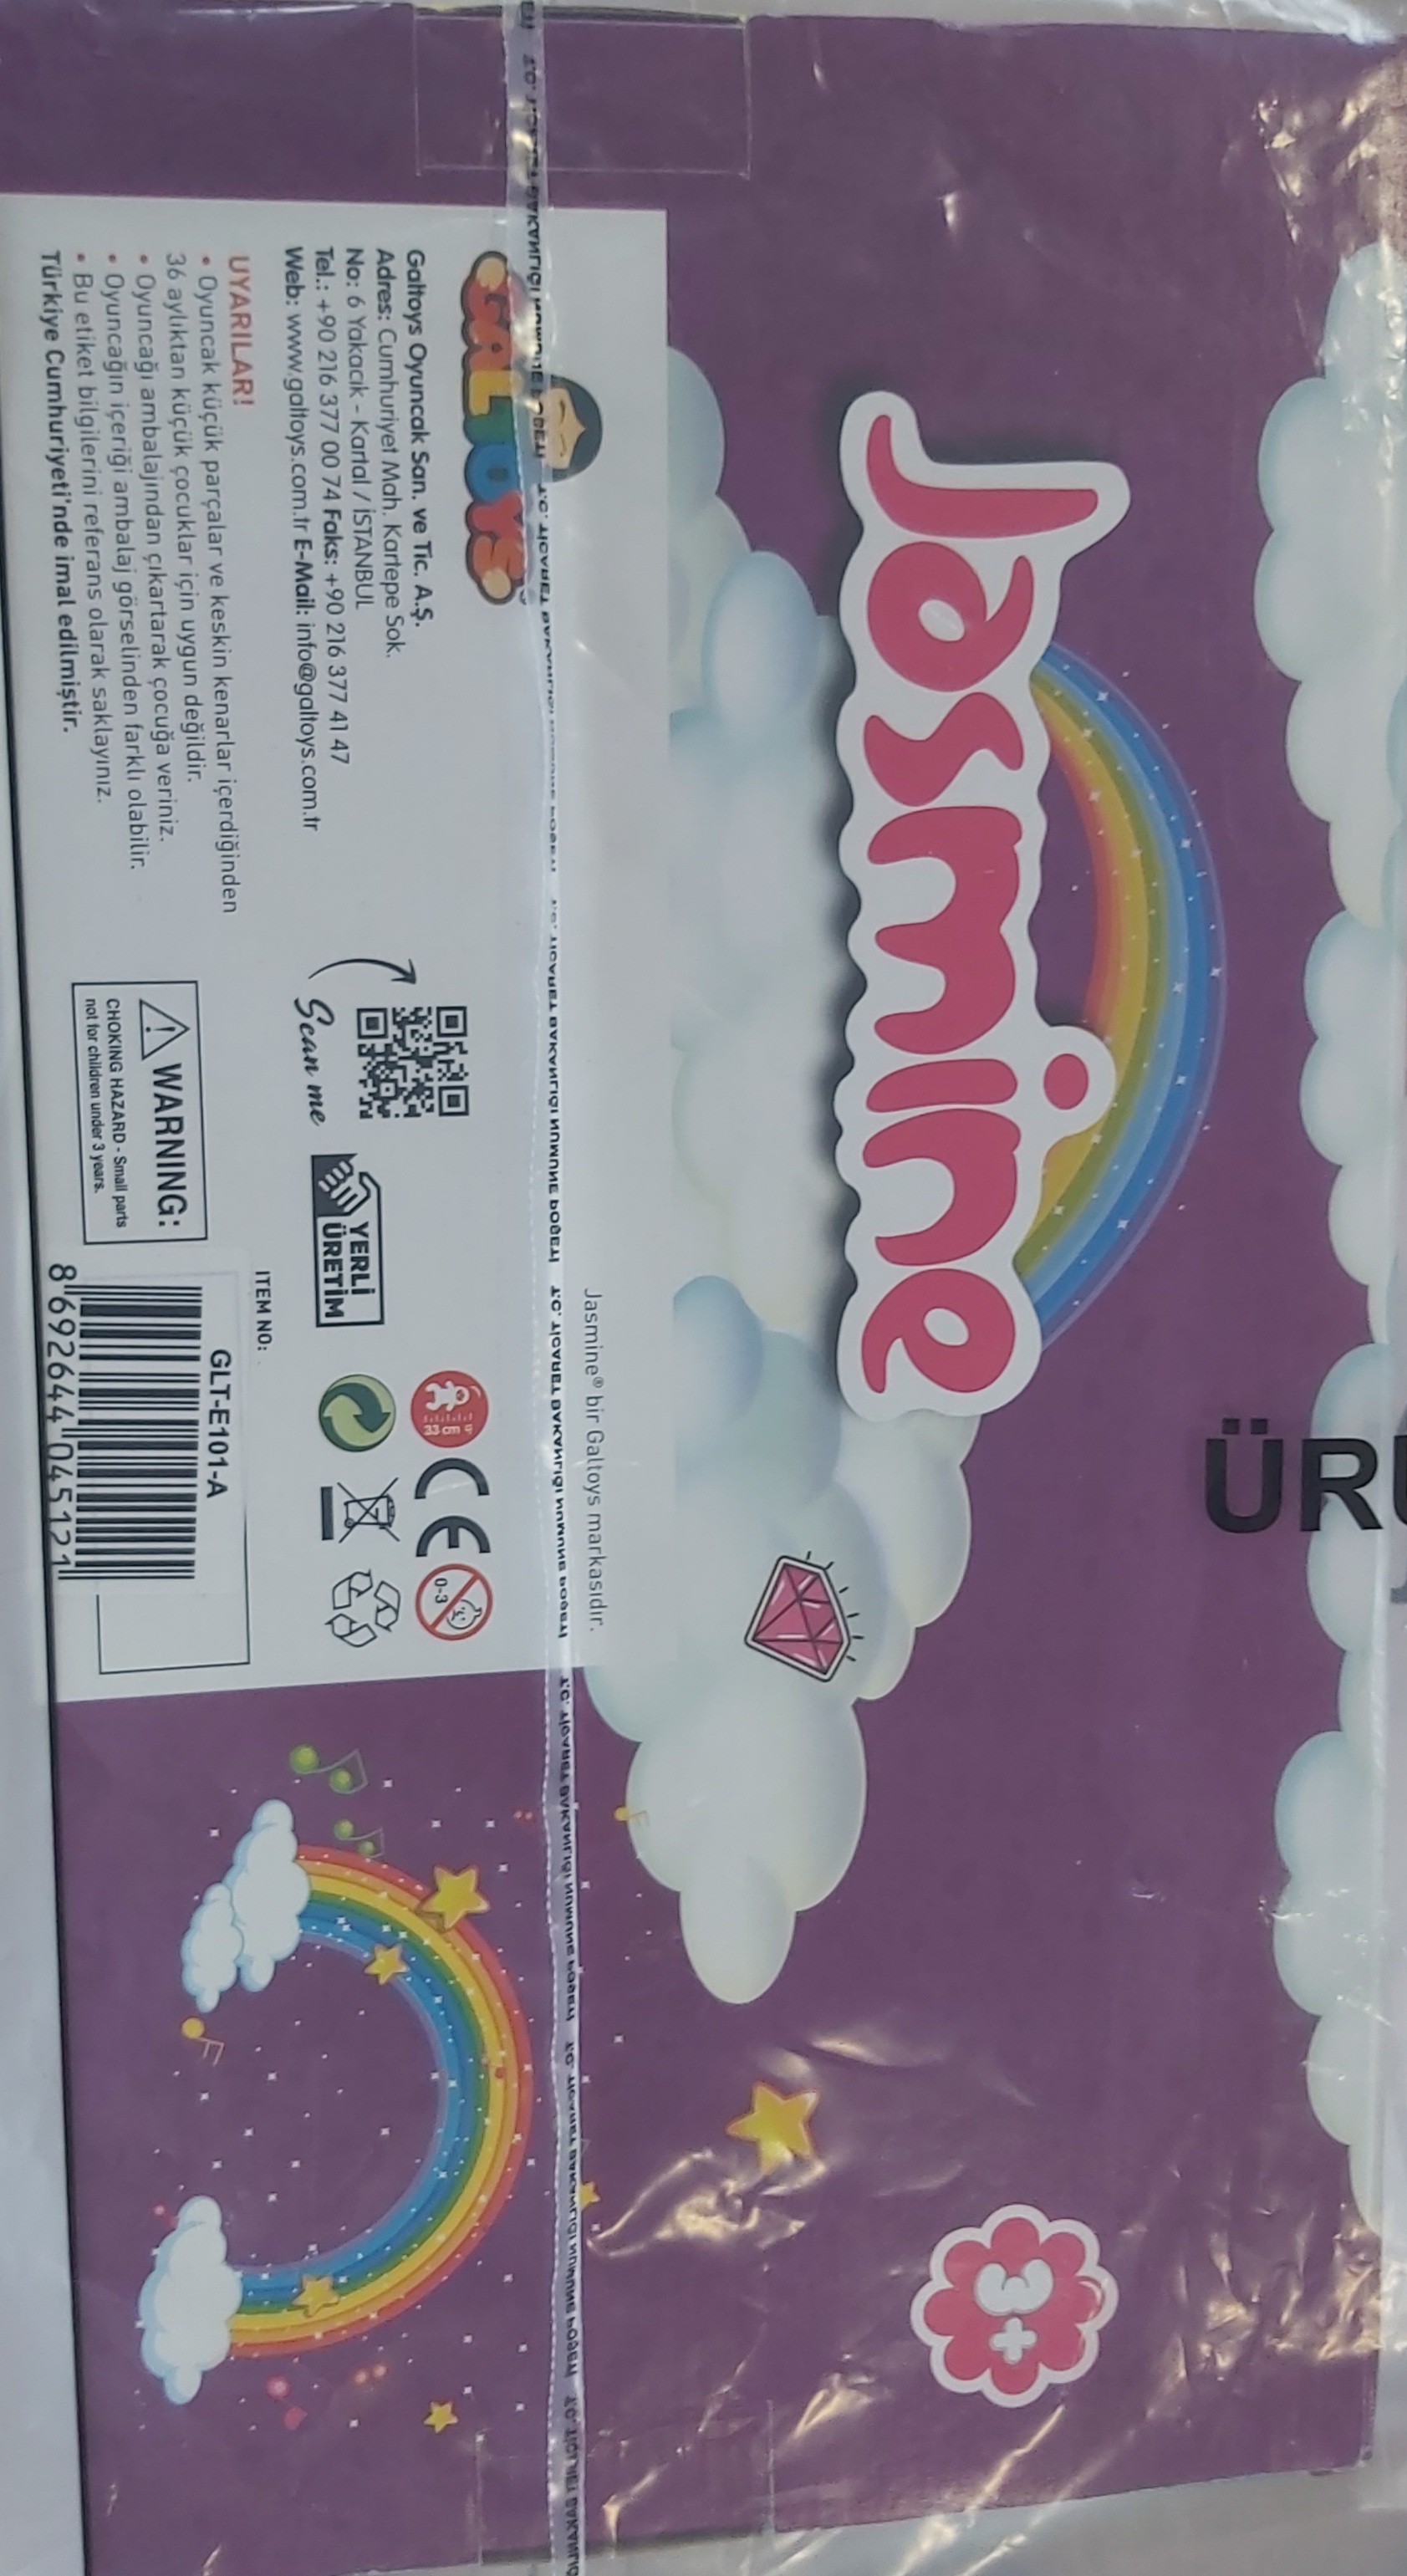 Jasmine
3+
ÜRÜ
Jasmine® bir Galtoys markasıdır.
GALTOYS
Galtoys Oyuncak San. ve Tic. A.Ş.
Adres: Cumhuriyet Mah. Kartepe Sok.
No: 6 Yakacık - Kartal / İSTANBUL
Tel.: +90 216 377 00 74 Faks: +90 216 377 41 47
Web: www.galtoys.com.tr E-Mail: info@galtoys.com.tr
UYARILAR!
• Oyuncak küçük parçalar ve keskin kenarlar içerdiğinden
36 aylıktan küçük çocuklar için uygun değildir.
• Oyuncağı ambalajından çıkartarak çocuğa veriniz.
• Oyuncağın içeriği ambalaj görselinden farklı olabilir.
• Bu etiket bilgilerini referans olarak saklayınız.
Türkiye Cumhuriyeti'nde imal edilmiştir.
Scan me
YERLİ
ÜRETİM
33 cm
CE
0-3
WARNING:
CHOKING HAZARD - Small parts
not for children under 3 years.
ITEM NO:
GLT-E101-A
8 692644 045121
T.C. TİCARET BAKANLIĞI NUMUNE POŞETİ